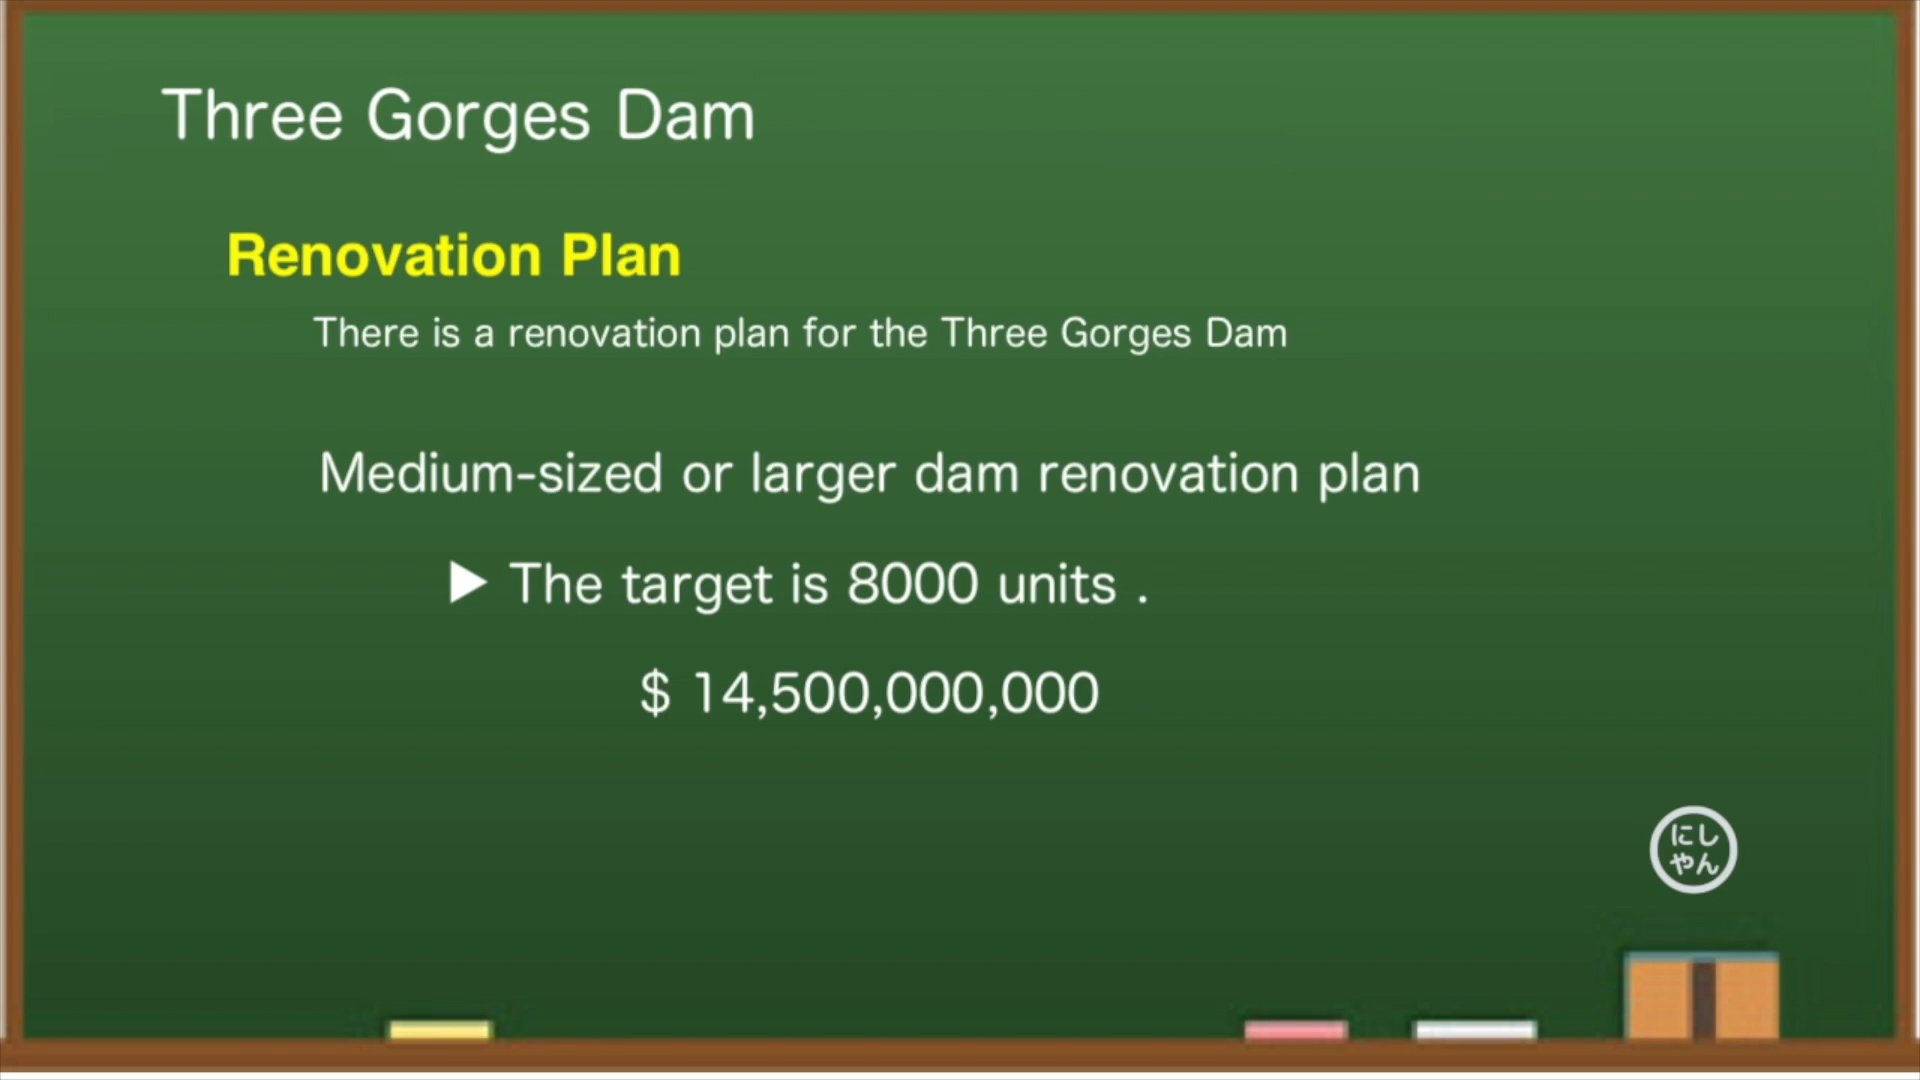 Three Gorges Dam
Renovation Plan
There is a renovation plan for the Three Gorges Dam
Medium-sized or larger dam renovation plan
▶ The target is 8000 units .
$ 14,500,000,000
にし
やん